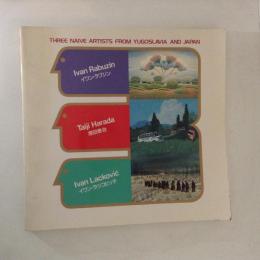 THREE NAIVE ARTISTS FROM YUGOSLAVIA AND JAPAN
Ivan Rabuzin
イワン・ラブジン
Taiji Harada
原田泰治
Ivan Lacković
イワン・ラツコビッチ